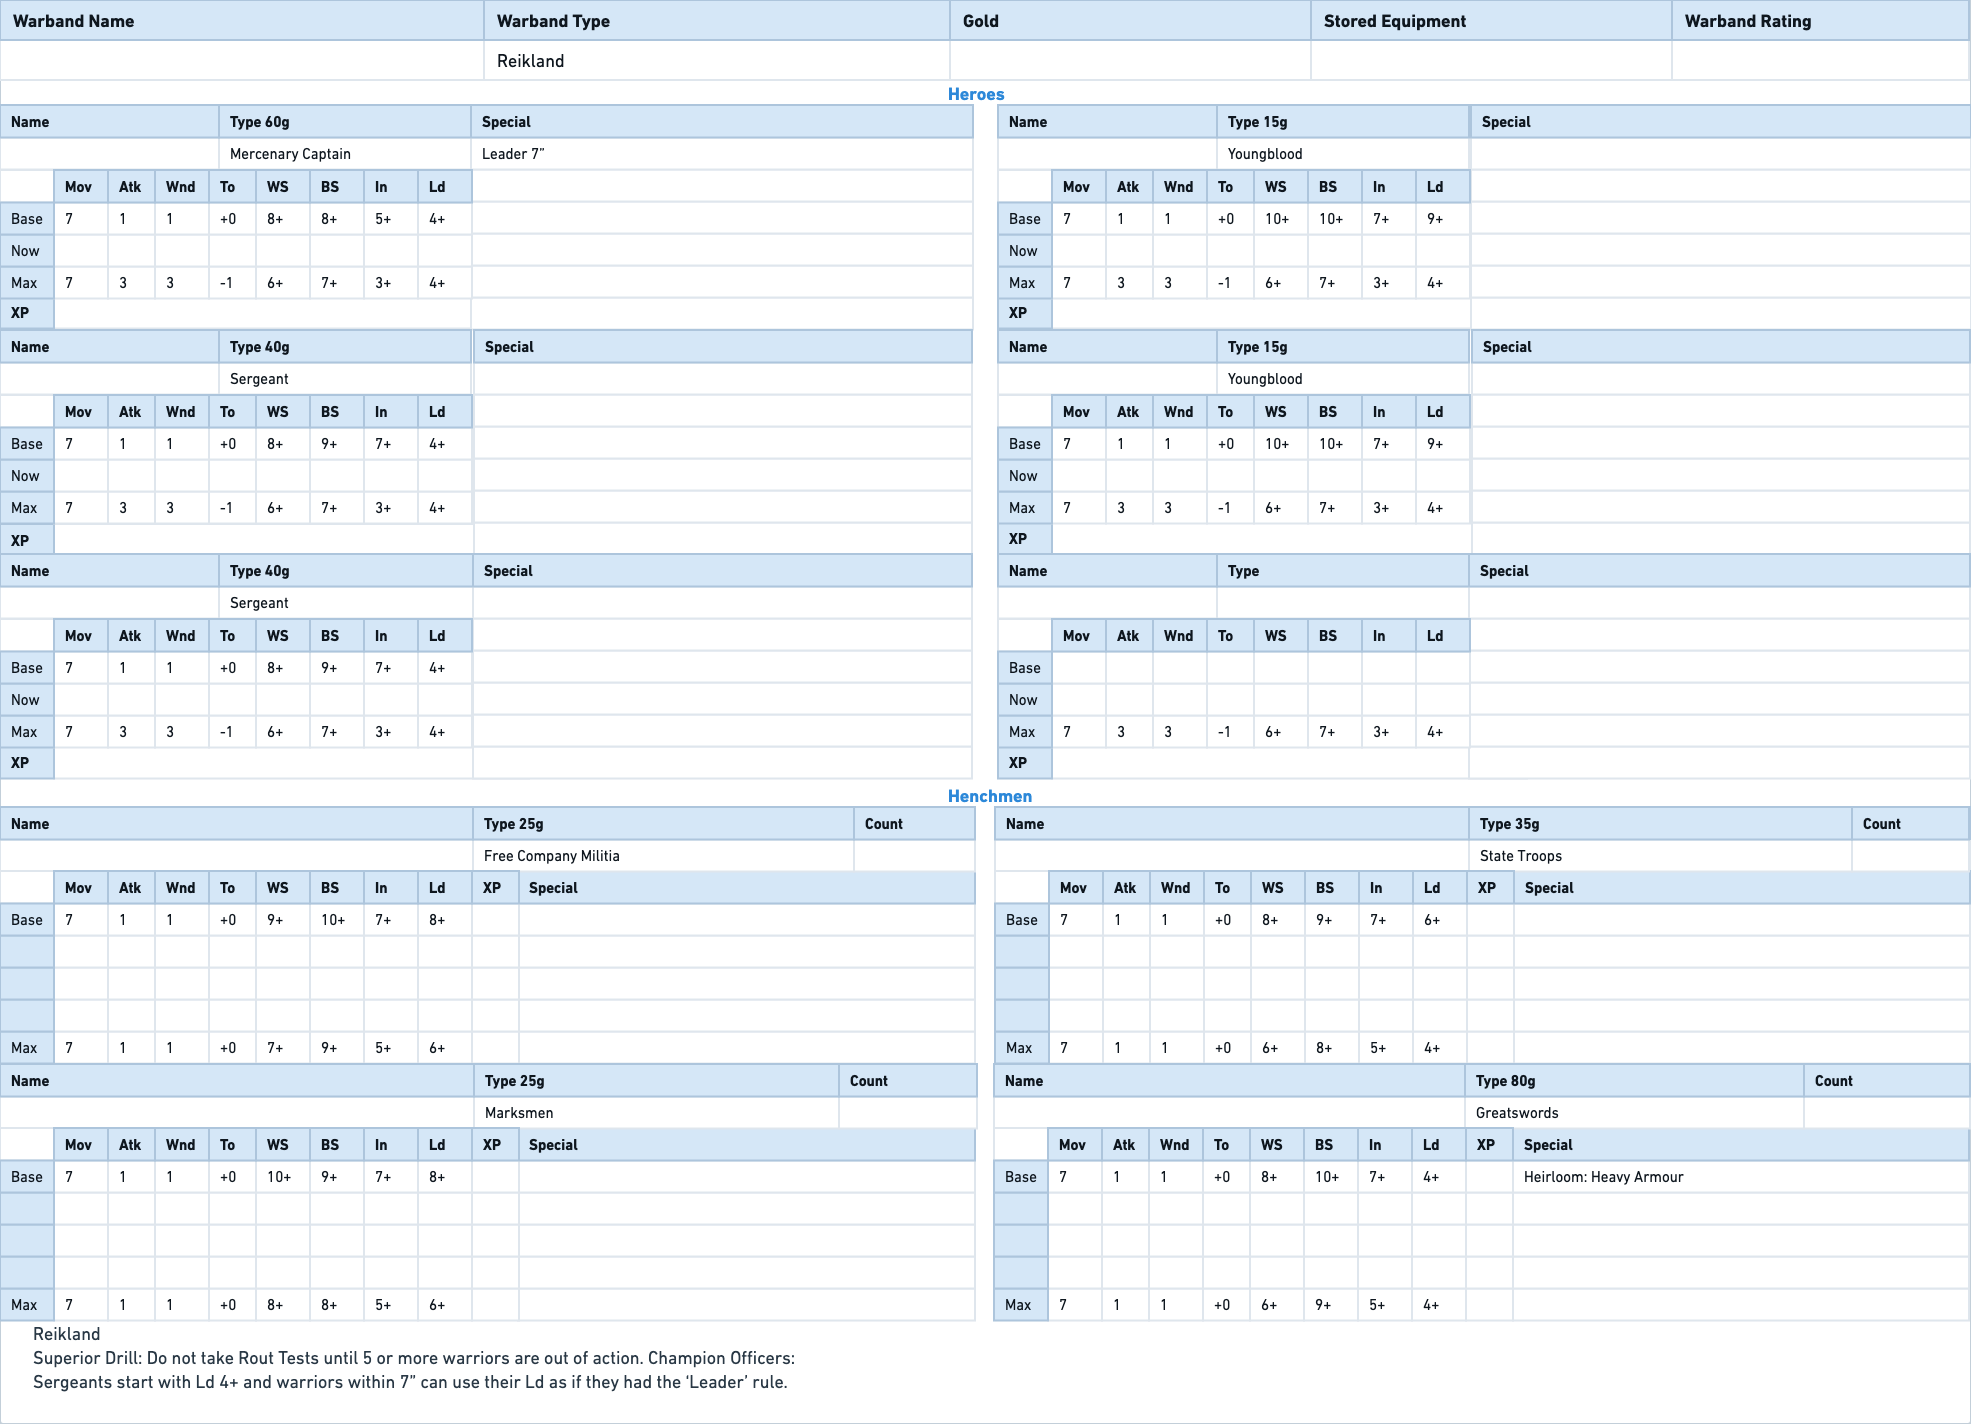 Warband Name Warband Type Gold Stored Equipment Warband Rating
Reikland
Heroes
Name Type 60g Special
Mercenary Captain Leader 7”
Mov Atk Wnd To WS BS In Ld
Base 7 1 1 +0 8+ 8+ 5+ 4+
Now
Max 7 3 3 -1 6+ 7+ 3+ 4+
XP
Name Type 15g Special
Youngblood
Mov Atk Wnd To WS BS In Ld
Base 7 1 1 +0 10+ 10+ 7+ 9+
Now
Max 7 3 3 -1 6+ 7+ 3+ 4+
XP
Name Type 40g Special
Sergeant
Mov Atk Wnd To WS BS In Ld
Base 7 1 1 +0 8+ 9+ 7+ 4+
Now
Max 7 3 3 -1 6+ 7+ 3+ 4+
XP
Name Type 15g Special
Youngblood
Mov Atk Wnd To WS BS In Ld
Base 7 1 1 +0 10+ 10+ 7+ 9+
Now
Max 7 3 3 -1 6+ 7+ 3+ 4+
XP
Name Type 40g Special
Sergeant
Mov Atk Wnd To WS BS In Ld
Base 7 1 1 +0 8+ 9+ 7+ 4+
Now
Max 7 3 3 -1 6+ 7+ 3+ 4+
XP
Name Type Special
Mov Atk Wnd To WS BS In Ld
Base
Now
Max 7 3 3 -1 6+ 7+ 3+ 4+
XP
Henchmen
Name Type 25g Count
Free Company Militia
Mov Atk Wnd To WS BS In Ld XP Special
Base 7 1 1 +0 9+ 10+ 7+ 8+
Max 7 1 1 +0 7+ 9+ 5+ 6+
Name Type 35g Count
State Troops
Mov Atk Wnd To WS BS In Ld XP Special
Base 7 1 1 +0 8+ 9+ 7+ 6+
Max 7 1 1 +0 6+ 8+ 5+ 4+
Name Type 25g Count
Marksmen
Mov Atk Wnd To WS BS In Ld XP Special
Base 7 1 1 +0 10+ 9+ 7+ 8+
Max 7 1 1 +0 8+ 8+ 5+ 6+
Name Type 80g Count
Greatswords
Mov Atk Wnd To WS BS In Ld XP Special
Base 7 1 1 +0 8+ 10+ 7+ 4+ Heirloom: Heavy Armour
Max 7 1 1 +0 6+ 9+ 5+ 4+
Reikland
Superior Drill: Do not take Rout Tests until 5 or more warriors are out of action. Champion Officers:
Sergeants start with Ld 4+ and warriors within 7” can use their Ld as if they had the ‘Leader’ rule.